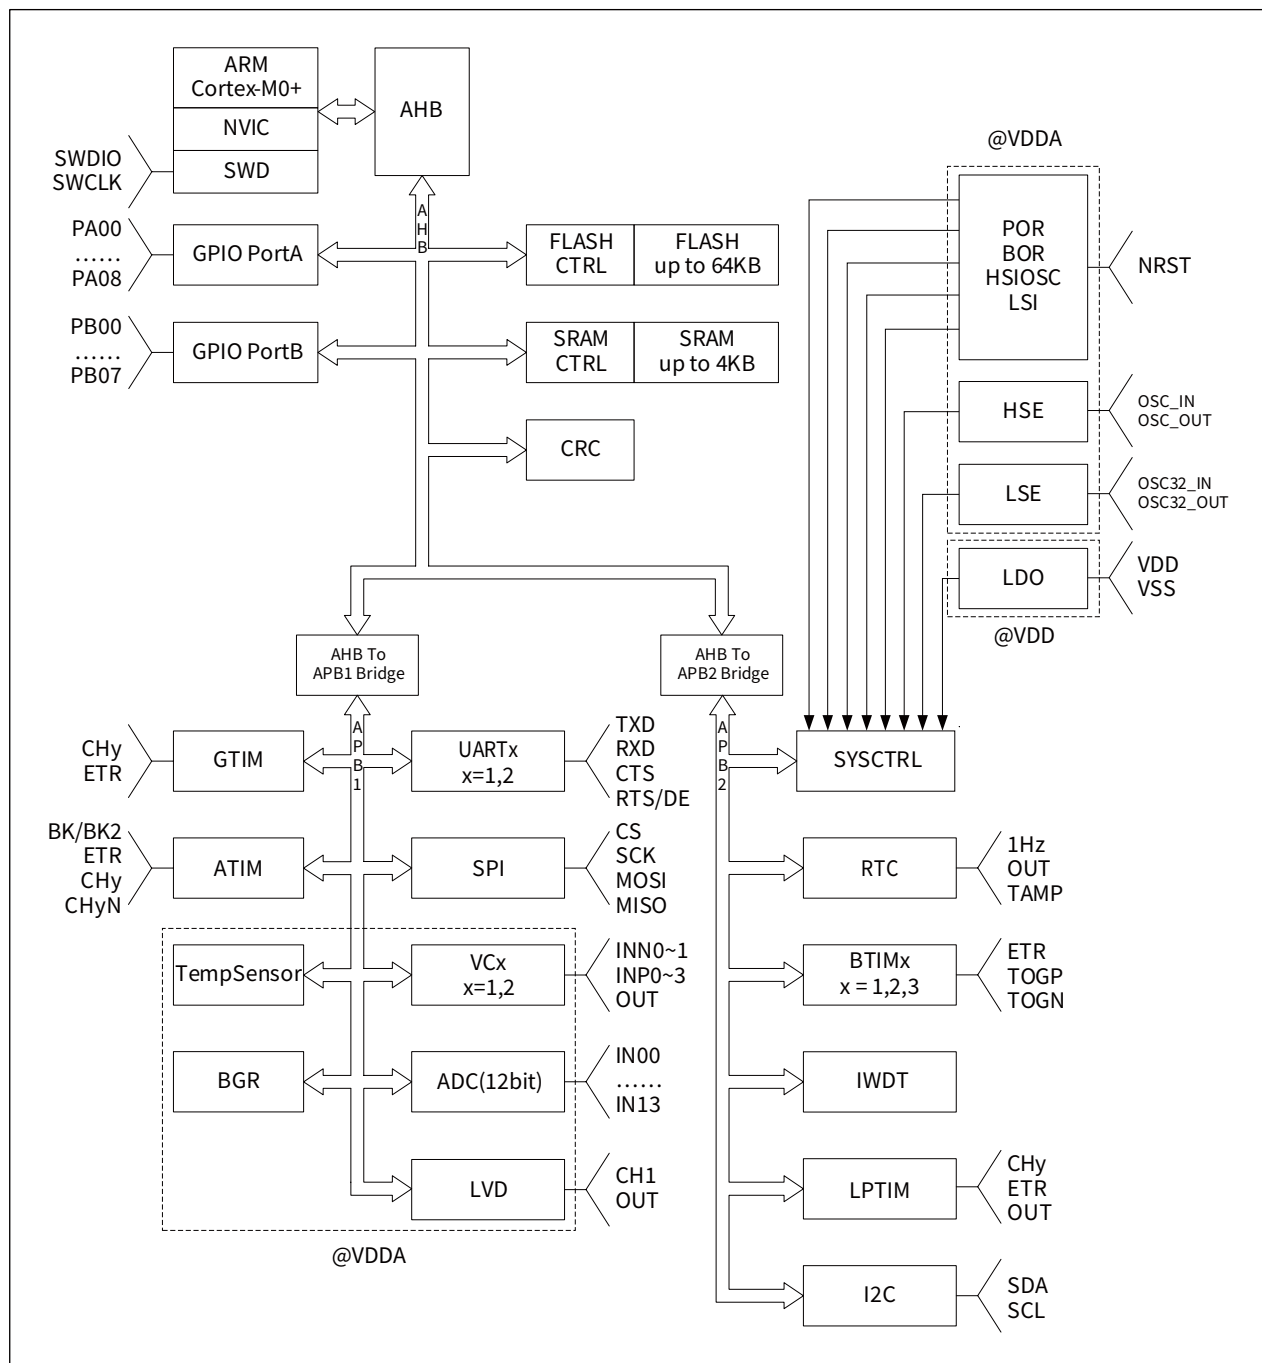 ARM
Cortex-M0+
NVIC
SWD
AHB
SWDIO
SWCLK
AHB
PA00
……
PA08
GPIO PortA
FLASH
CTRL
FLASH
up to 64KB
PB00
……
PB07
GPIO PortB
SRAM
CTRL
SRAM
up to 4KB
CRC
@VDDA
POR
BOR
HSIOSC
LSI
NRST
HSE
OSC_IN
OSC_OUT
LSE
OSC32_IN
OSC32_OUT
LDO
VDD
VSS
@VDD
AHB To
APB1 Bridge
AHB To
APB2 Bridge
APB1
APB2
CHy
ETR
GTIM
UARTx
x=1,2
TXD
RXD
CTS
RTS/DE
SYSCTRL
BK/BK2
ETR
CHy
CHyN
ATIM
SPI
CS
SCK
MOSI
MISO
RTC
1Hz
OUT
TAMP
TempSensor
VCx
x=1,2
INN0~1
INP0~3
OUT
BTIMx
x = 1,2,3
ETR
TOGP
TOGN
BGR
ADC(12bit)
IN00
……
IN13
IWDT
LVD
CH1
OUT
@VDDA
LPTIM
CHy
ETR
OUT
I2C
SDA
SCL